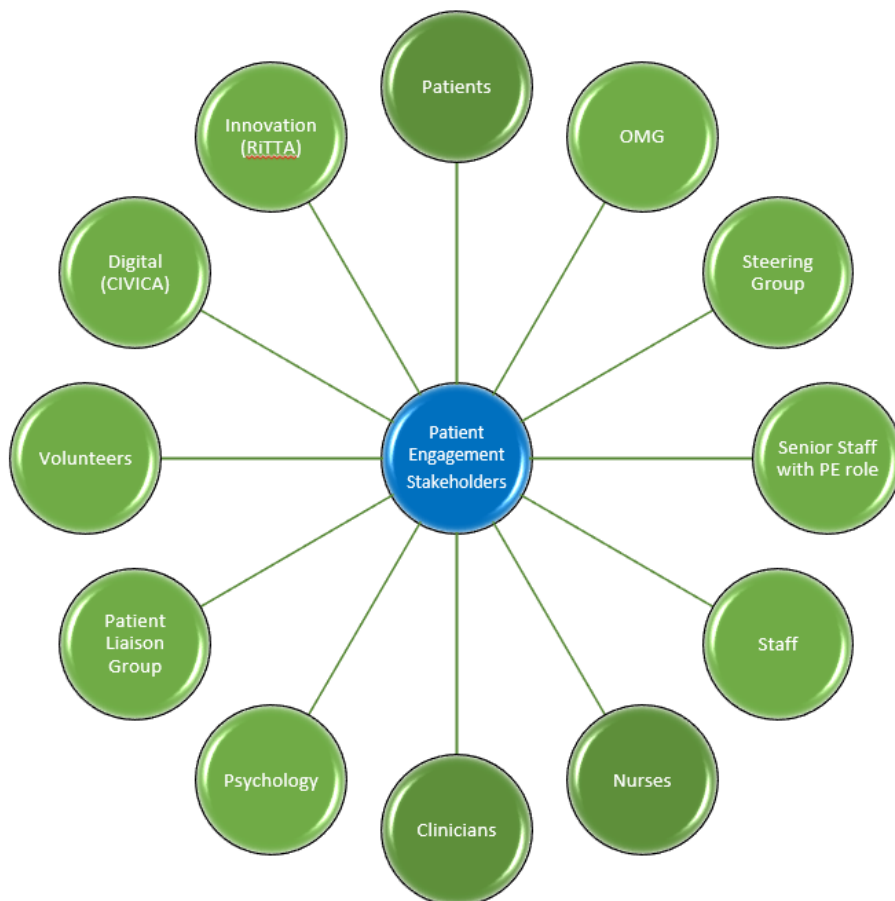 Patients
OMG
Steering
Group
Senior Staff
with PE role
Staff
Nurses
Clinicians
Psychology
Patient
Liaison
Group
Volunteers
Digital
(CIVICA)
Innovation
(RiTTA)
Patient
Engagement
Stakeholders